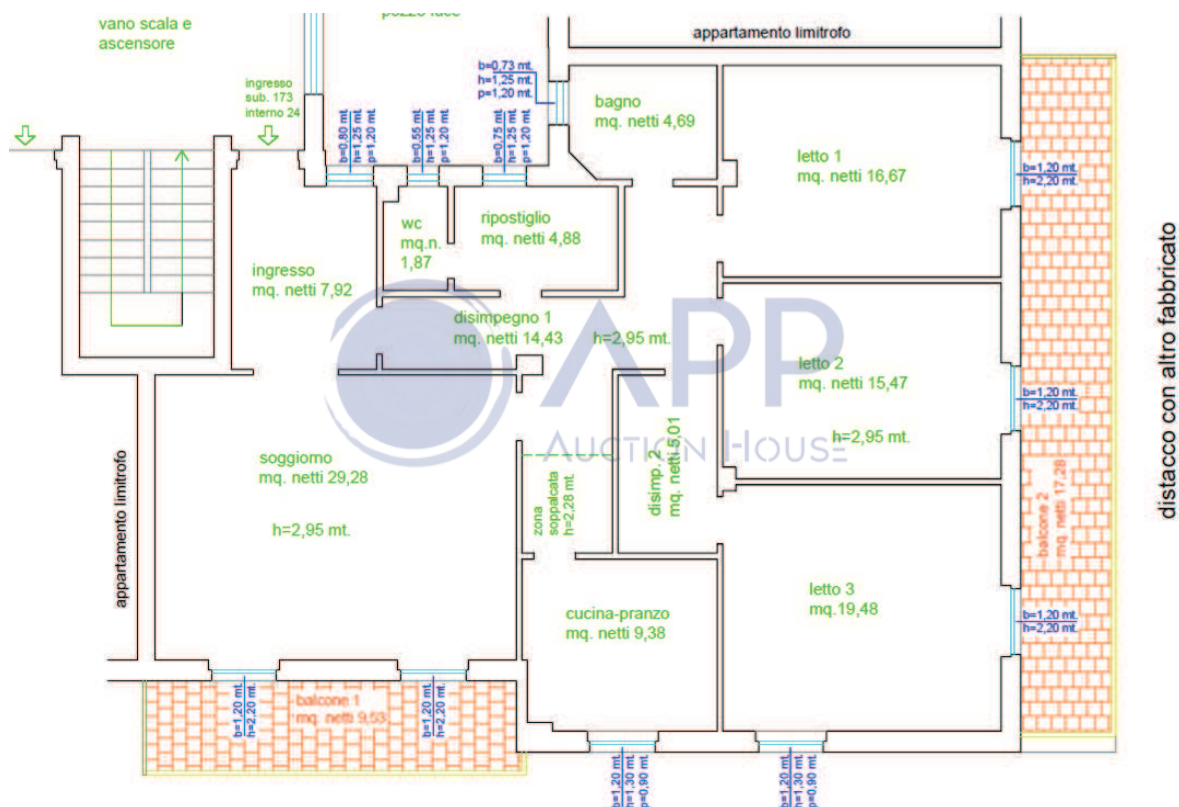 vano scala e
ascensore
pozzo luce
appartamento limitrofo
ingresso
sub. 173
interno 24
b=0,80 mt.
h=1,25 mt.
p=1,20 mt.
b=0,55 mt.
h=1,25 mt.
p=1,20 mt.
b=0,75 mt.
h=1,25 mt.
p=1,20 mt.
b=0,73 mt.
h=1,25 mt.
p=1,20 mt.
bagno
mq. netti 4,69
letto 1
mq. netti 16,67
b=1,20 mt.
h=2,20 mt.
wc
mq.n.
1,87
ripostiglio
mq. netti 4,88
ingresso
mq. netti 7,92
disimpegno 1
mq. netti 14,43
h=2,95 mt.
APP
AUCTION HOUSE
letto 2
mq. netti 15,47
h=2,95 mt.
b=1,20 mt.
h=2,20 mt.
distacco con altro fabbricato
soggiorno
mq. netti 29,28
h=2,95 mt.
appartamento limitrofo
zona
soppalcata
h=2,28 mt.
disimp. 2
mq. netti 5,01
balcone 2
mq. netti 17,28
cucina-pranzo
mq. netti 9,38
letto 3
mq.19,48
b=1,20 mt.
h=2,20 mt.
balcone 1
mq. netti 9,53
b=1,20 mt.
h=2,20 mt.
b=1,20 mt.
h=2,20 mt.
b=1,20 mt.
h=1,30 mt.
p=0,90 mt.
b=1,20 mt.
h=1,30 mt.
p=0,90 mt.